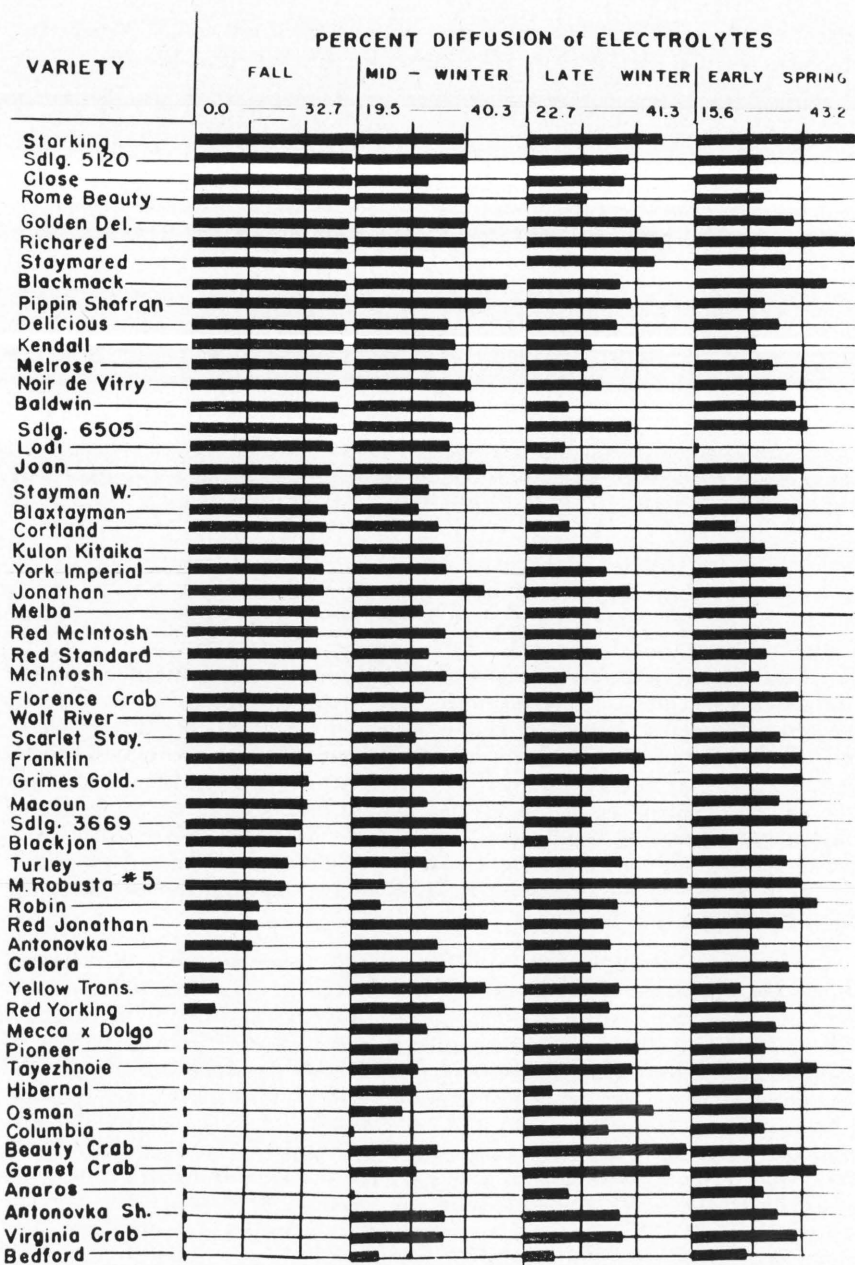 PERCENT DIFFUSION of ELECTROLYTES
VARIETY FALL MID - WINTER LATE WINTER EARLY SPRING
0.0 32.7 19.5 40.3 22.7 41.3 15.6 43.2
Starking
Sdlg. 5120
Close
Rome Beauty
Golden Del.
Richared
Staymared
Blackmack
Pippin Shafran
Delicious
Kendall
Melrose
Noir de Vitry
Baldwin
Sdlg. 6505
Lodi
Joan
Stayman W.
Blaxtayman
Cortland
Kulon Kitaika
York Imperial
Jonathan
Melba
Red McIntosh
Red Standard
McIntosh
Florence Crab
Wolf River
Scarlet Stay.
Franklin
Grimes Gold.
Macoun
Sdlg. 3669
Blackjon
Turley
M. Robusta #5
Robin
Red Jonathan
Antonovka
Colora
Yellow Trans.
Red Yorking
Mecca x Dolgo
Pioneer
Tayezhnoie
Hibernal
Osman
Columbia
Beauty Crab
Garnet Crab
Anaros
Antonovka Sh.
Virginia Crab
Bedford